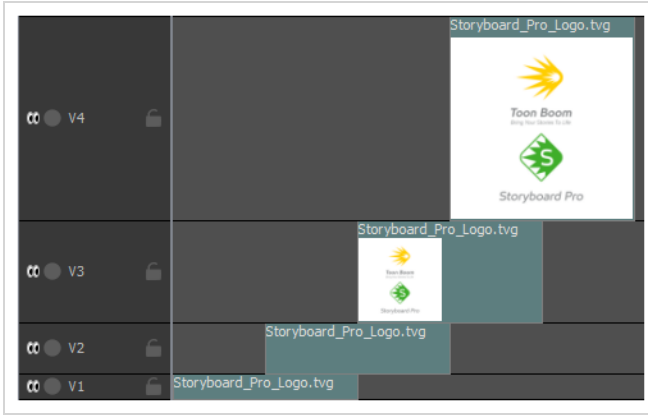 Storyboard_Pro_Logo.tvg
V4
Toon Boom
Bring Your Stories To Life
S
Storyboard Pro
Storyboard_Pro_Logo.tvg
V3
Toon Boom
S
Storyboard Pro
Storyboard_Pro_Logo.tvg
V2
V1
Storyboard_Pro_Logo.tvg